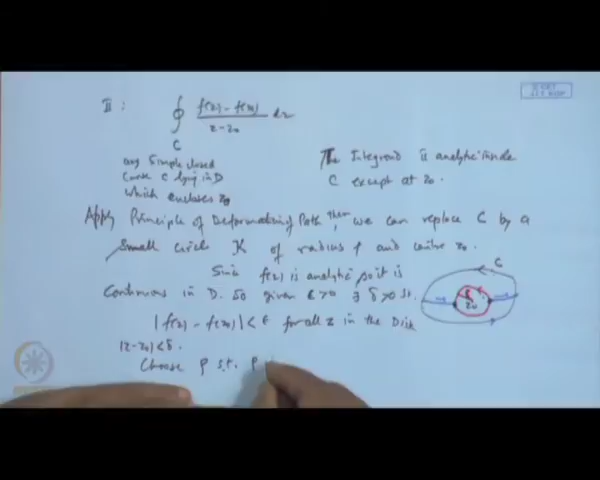 II : ∮ f(z) - f(z0) / z - z0 dz
C
any Simple closed
Curve C lying in D
which encloses z0
The Integrand is analytic inside
C except at z0.
Apply Principle of Deformation of Path then, we can replace C by a
Small circle K of radius ρ and centre z0.
Since f(z) is analytic so it is
Continuous in D. So given ε>0 ∃ δ>0 s.t.
|f(z) - f(z0)| < ε for all z in the Disk
|z-z0|<δ.
Choose ρ s.t. ρ
C
z0